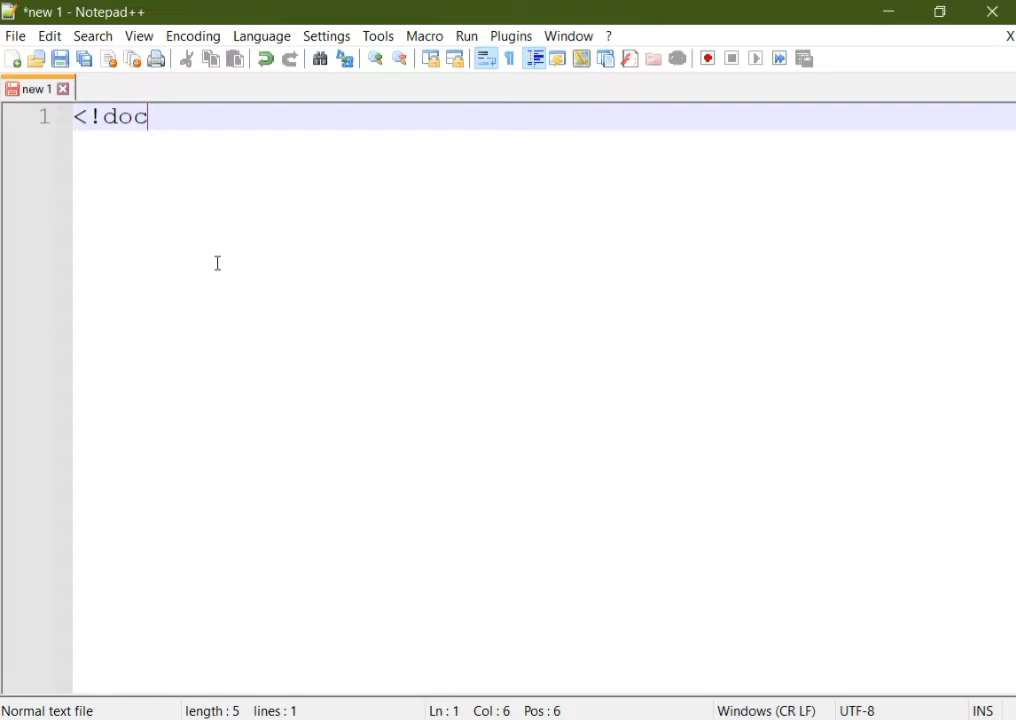 *new 1 - Notepad++
File Edit Search View Encoding Language Settings Tools Macro Run Plugins Window ? X
new 1
1 <!doc
Normal text file length : 5 lines : 1 Ln : 1 Col : 6 Pos : 6 Windows (CR LF) UTF-8 INS